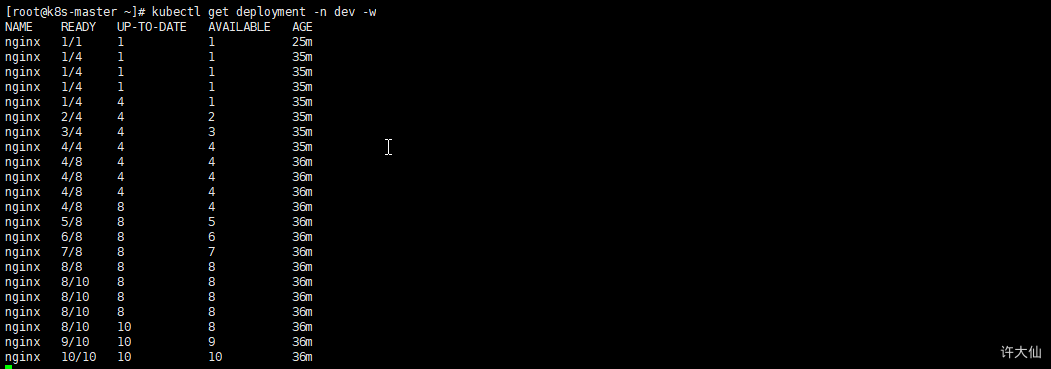 [root@k8s-master ~]# kubectl get deployment -n dev -w
NAME READY UP-TO-DATE AVAILABLE AGE
nginx 1/1 1 1 25m
nginx 1/4 1 1 35m
nginx 1/4 1 1 35m
nginx 1/4 1 1 35m
nginx 1/4 4 1 35m
nginx 2/4 4 2 35m
nginx 3/4 4 3 35m
nginx 4/4 4 4 35m
nginx 4/8 4 4 36m
nginx 4/8 4 4 36m
nginx 4/8 4 4 36m
nginx 4/8 8 4 36m
nginx 5/8 8 5 36m
nginx 6/8 8 6 36m
nginx 7/8 8 7 36m
nginx 8/8 8 8 36m
nginx 8/10 8 8 36m
nginx 8/10 8 8 36m
nginx 8/10 8 8 36m
nginx 8/10 10 8 36m
nginx 9/10 10 9 36m
nginx 10/10 10 10 36m
许大仙